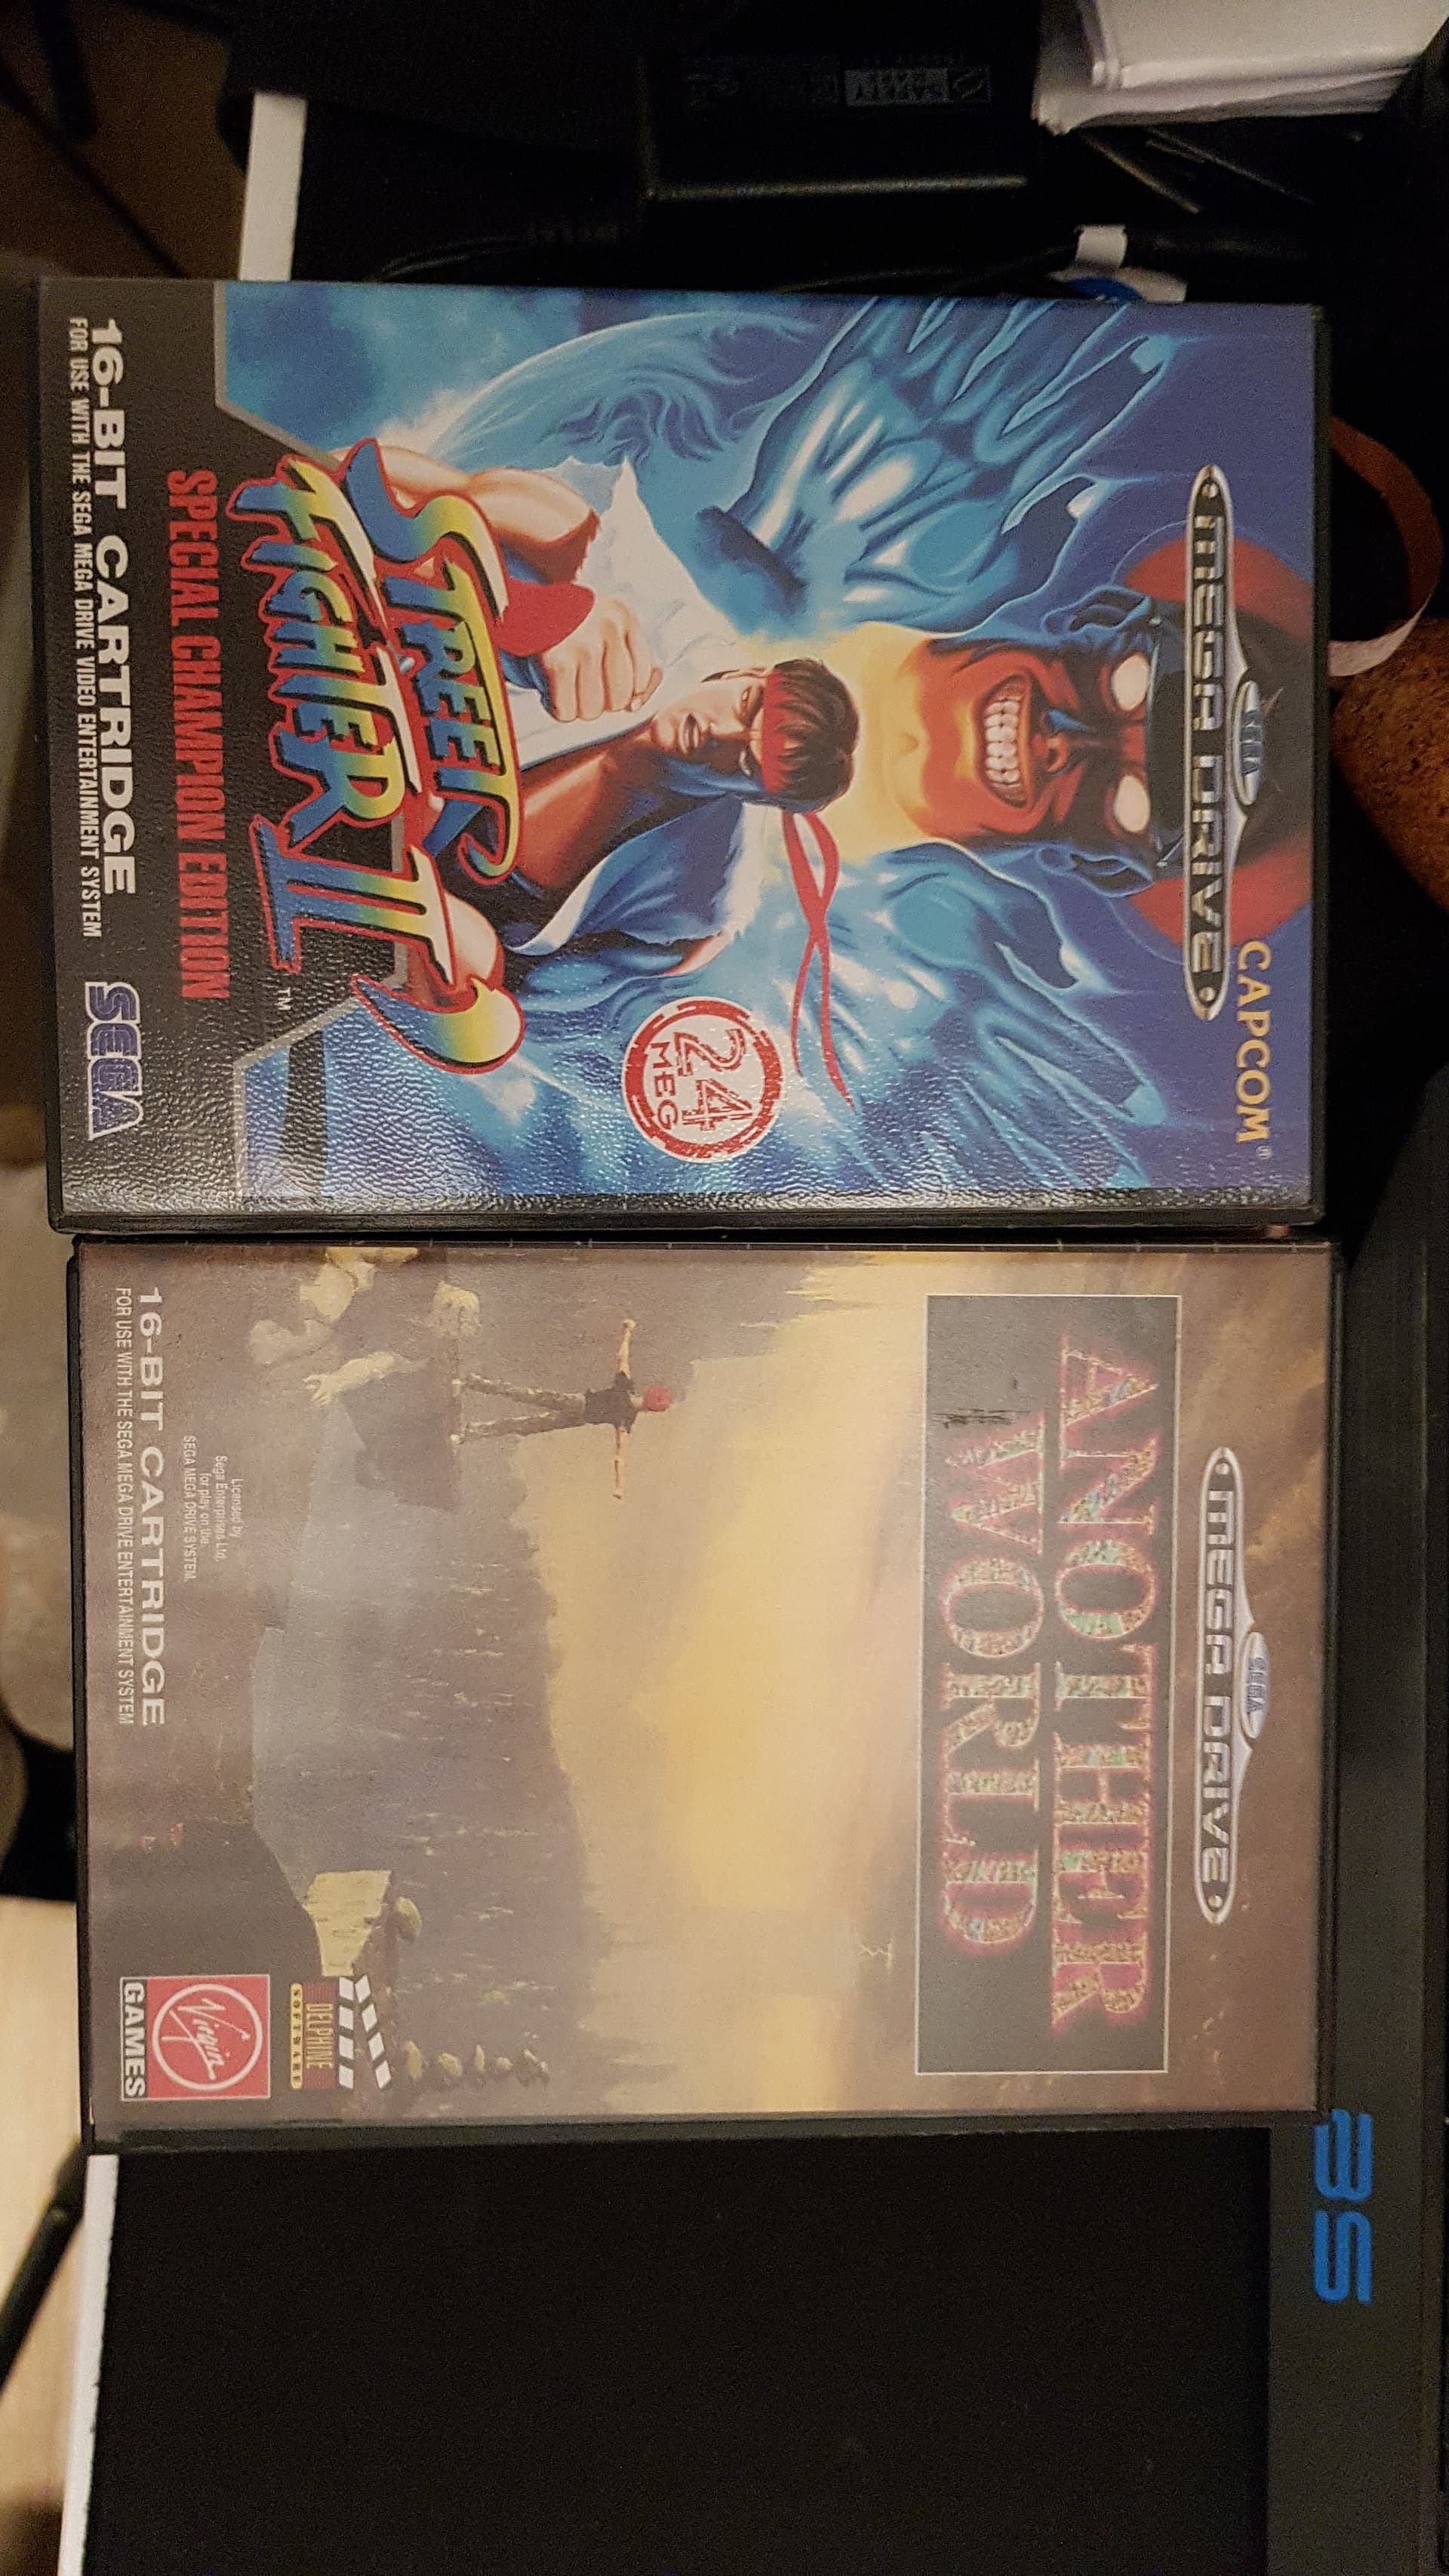 CAPCOM®
SEGA
MEGA DRIVE
24
MEG
STREET
FIGHTER II
TM
SPECIAL CHAMPION EDITION
16-BIT CARTRIDGE
FOR USE WITH THE SEGA MEGA DRIVE VIDEO ENTERTAINMENT SYSTEM
SEGA
SEGA
MEGA DRIVE
ANOTHER
WORLD
Licensed by
Sega Enterprises Ltd.
for play on the
SEGA MEGA DRIVE SYSTEM.
DELPHINE
SOFTWARE
16-BIT CARTRIDGE
FOR USE WITH THE SEGA MEGA DRIVE ENTERTAINMENT SYSTEM
Virgin
GAMES